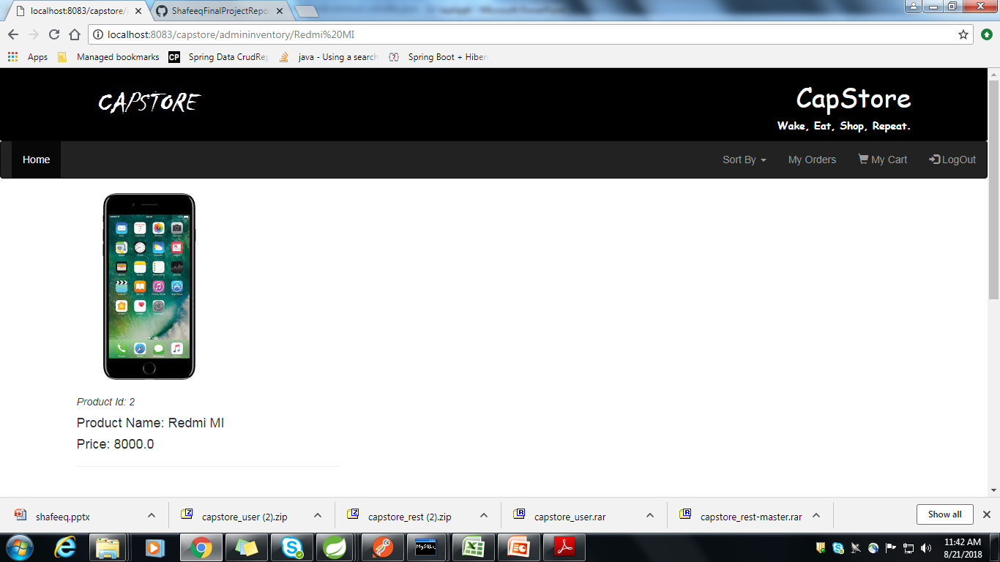 localhost:8083/capstore/
ShafeeqFinalProjectRepo
localhost:8083/capstore/admininventory/Redmi%20MI
Apps
Managed bookmarks
CP
Spring Data CrudRep
java - Using a search
Spring Boot + Hiber
CAPSTORE
CapStore
Wake, Eat, Shop, Repeat.
Home
Sort By
My Orders
My Cart
LogOut
Product Id: 2
Product Name: Redmi MI
Price: 8000.0
shafeeq.pptx
capstore_user (2).zip
capstore_rest (2).zip
capstore_user.rar
capstore_rest-master.rar
Show all
MySQL
11:42 AM
8/21/2018